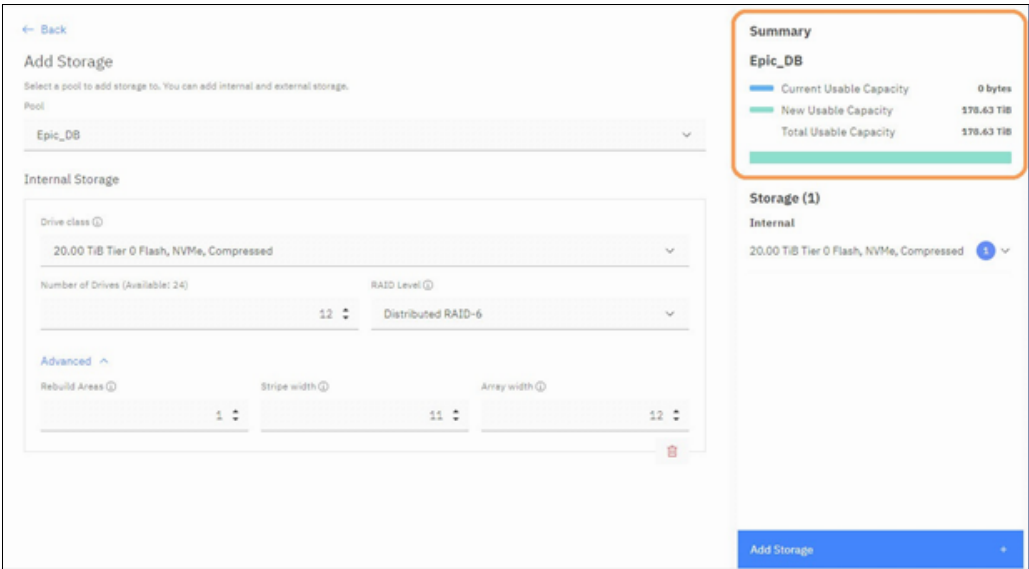 ← Back
Add Storage
Select a pool to add storage to. You can add internal and external storage.
Pool
Epic_DB
Internal Storage
Drive class
20.00 TiB Tier 0 Flash, NVMe, Compressed
Number of Drives (Available: 24) RAID Level
12 Distributed RAID-6
Advanced
Rebuild Areas Stripe width Array width
1 11 12
Summary
Epic_DB
Current Usable Capacity 0 bytes
New Usable Capacity 178.63 TiB
Total Usable Capacity 178.63 TiB
Storage (1)
Internal
20.00 TiB Tier 0 Flash, NVMe, Compressed 1
Add Storage +